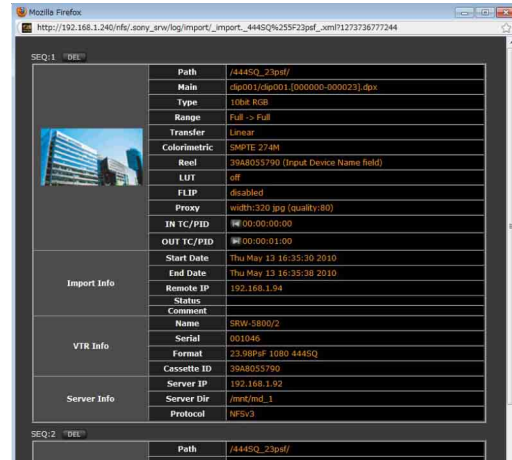 Mozilla Firefox
http://192.168.1.240/nfs/.sony_srw/log/import/_import._444SQ%255F23psf_.xml?1273736777244
SEQ:1 DEL
Path /444SQ_23psf/
Main clip001/clip001.[000000-000023].dpx
Type 10bit RGB
Range Full -> Full
Transfer Linear
Colorimetric SMPTE 274M
Reel 39A8055790 (Input Device Name field)
LUT off
FLIP disabled
Proxy width:320 jpg (quality:80)
IN TC/PID 00:00:00:00
OUT TC/PID 00:00:01:00
Import Info
Start Date Thu May 13 16:35:30 2010
End Date Thu May 13 16:35:38 2010
Remote IP 192.168.1.94
Status
Comment
VTR Info
Name SRW-5800/2
Serial 001046
Format 23.98PsF 1080 444SQ
Cassette ID 39A8055790
Server Info
Server IP 192.168.1.92
Server Dir /mnt/md_1
Protocol NFSv3
SEQ:2 DEL
Path /444SQ_23psf/